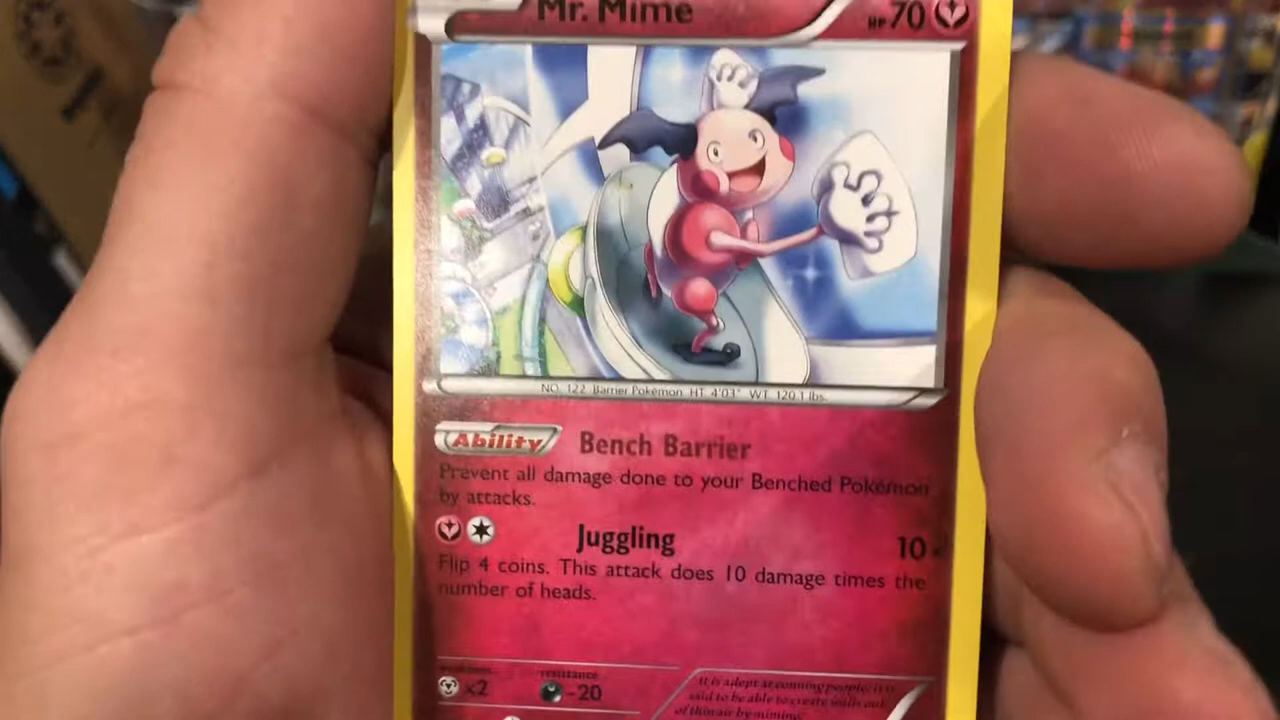 Mr. Mime HP70
NO. 122 Barrier Pokémon HT 4'03" WT 120.1 lbs.
Ability Bench Barrier
Prevent all damage done to your Benched Pokémon
by attacks.
Juggling 10
Flip 4 coins. This attack does 10 damage times the
number of heads.
resistance
x2 -20
It is adept at conning people. It is
said to be able to create walls out
of thin air by miming.